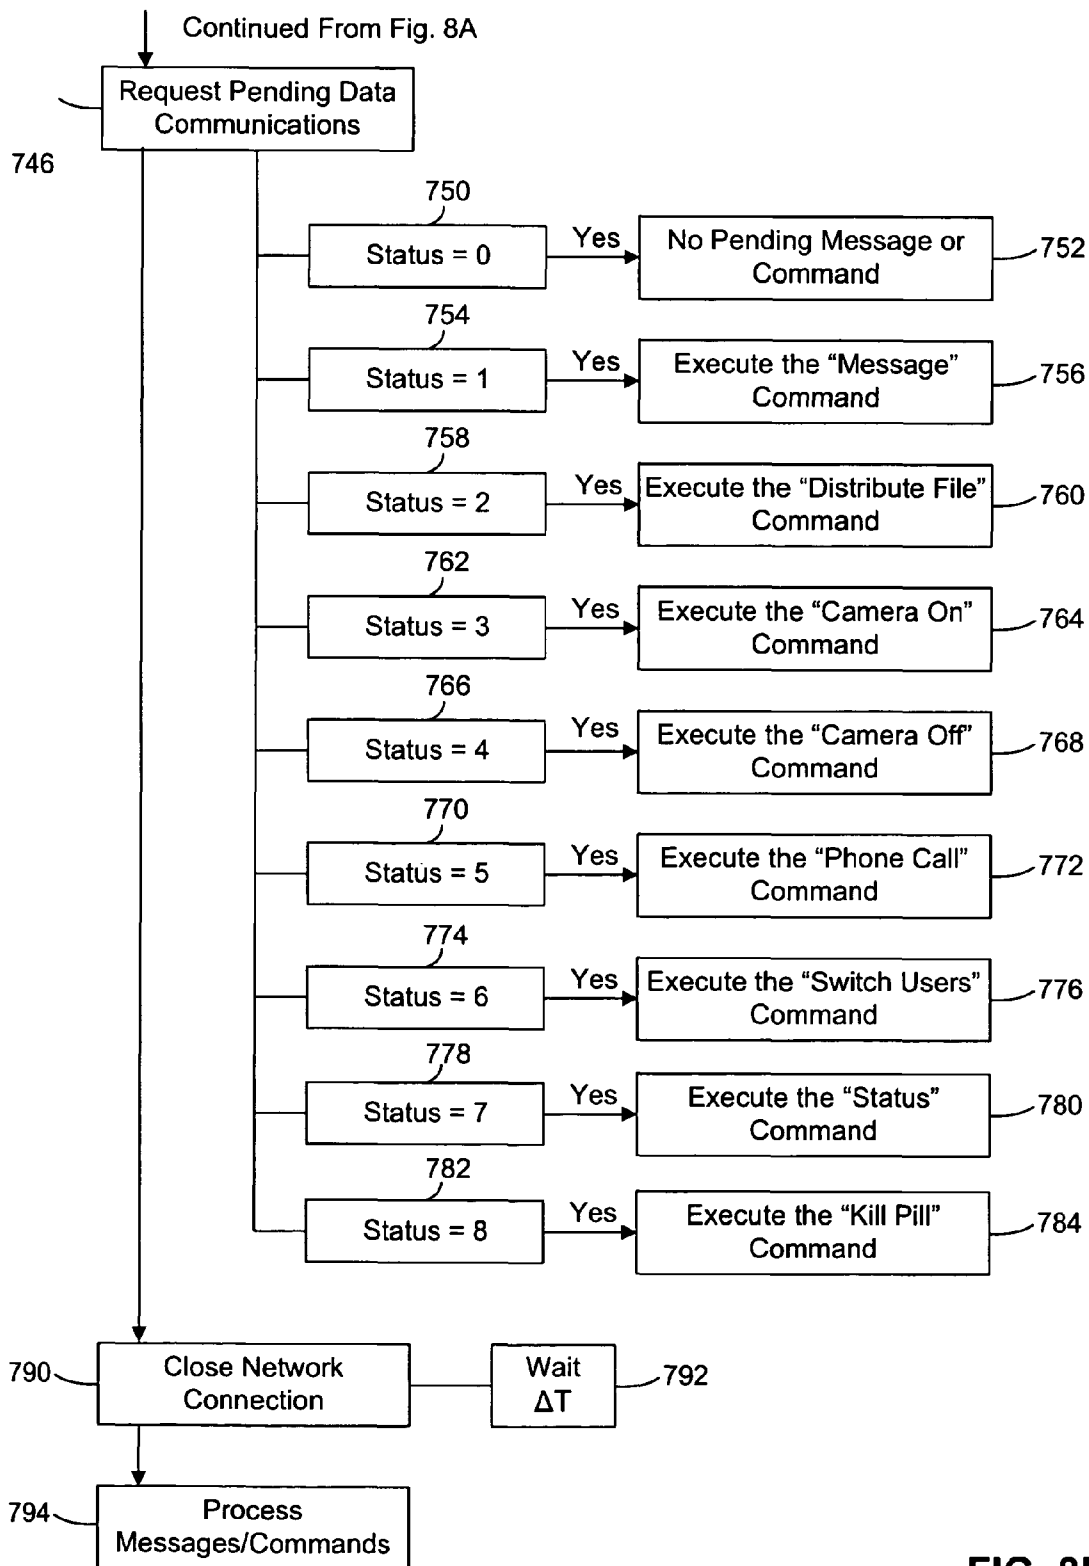 Continued From Fig. 8A
Request Pending Data
Communications
746
750
Status = 0
Yes
No Pending Message or
Command
752
754
Status = 1
Yes
Execute the “Message”
Command
756
758
Status = 2
Yes
Execute the “Distribute File”
Command
760
762
Status = 3
Yes
Execute the “Camera On”
Command
764
766
Status = 4
Yes
Execute the “Camera Off”
Command
768
770
Status = 5
Yes
Execute the “Phone Call”
Command
772
774
Status = 6
Yes
Execute the “Switch Users”
Command
776
778
Status = 7
Yes
Execute the “Status”
Command
780
782
Status = 8
Yes
Execute the “Kill Pill”
Command
784
790
Close Network
Connection
Wait
ΔT
792
794
Process
Messages/Commands